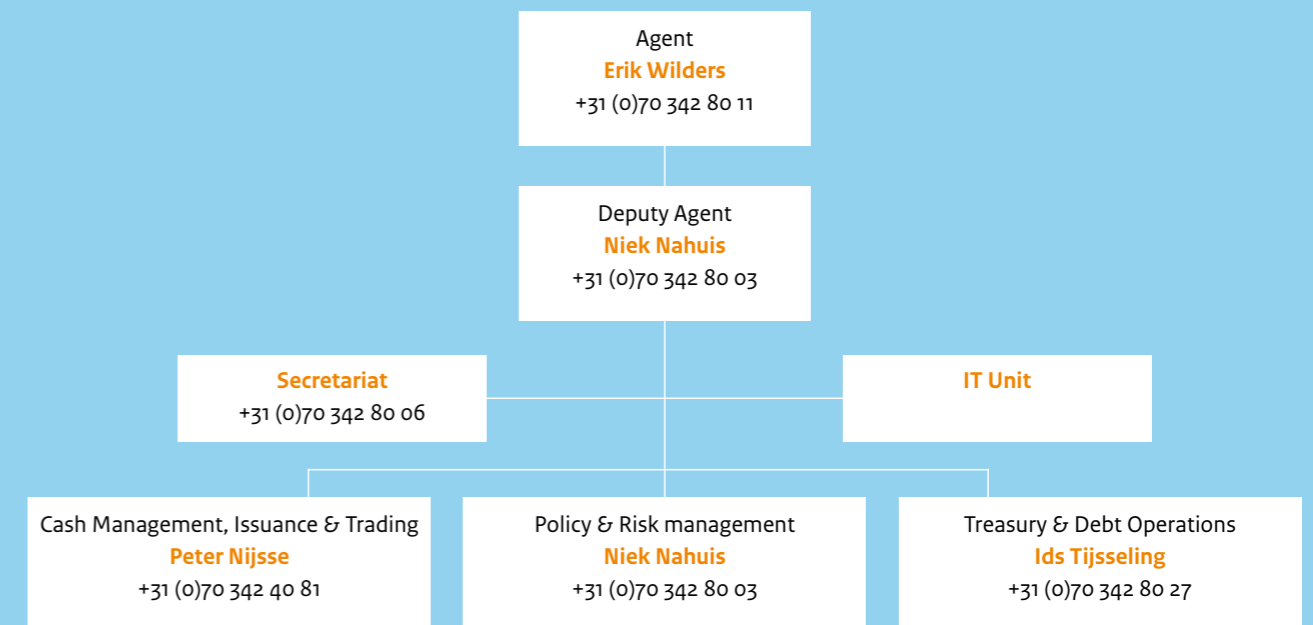 Agent
Erik Wilders
+31 (0)70 342 80 11
Deputy Agent
Niek Nahuis
+31 (0)70 342 80 03
Secretariat
+31 (0)70 342 80 06
IT Unit
Cash Management, Issuance & Trading
Peter Nijsse
+31 (0)70 342 40 81
Policy & Risk management
Niek Nahuis
+31 (0)70 342 80 03
Treasury & Debt Operations
Ids Tijsseling
+31 (0)70 342 80 27